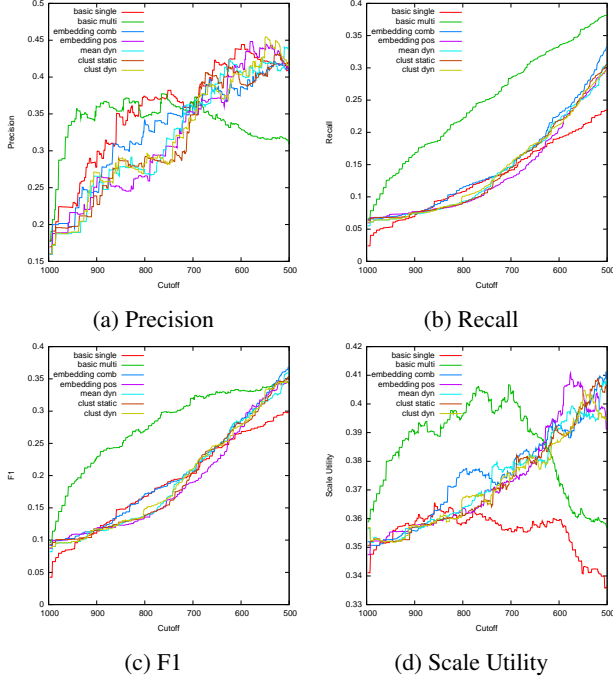 basic single
basic multi
embedding comb
embedding pos
mean dyn
clust static
clust dyn
Precision
0.5
0.45
0.4
0.35
0.3
0.25
0.2
0.15
1000 900 800 700 600 500
Cutoff
(a) Precision
basic single
basic multi
embedding comb
embedding pos
mean dyn
clust static
clust dyn
Recall
0.4
0.35
0.3
0.25
0.2
0.15
0.1
0.05
0
1000 900 800 700 600 500
Cutoff
(b) Recall
basic single
basic multi
embedding comb
embedding pos
mean dyn
clust static
clust dyn
F1
0.4
0.35
0.3
0.25
0.2
0.15
0.1
0.05
0
1000 900 800 700 600 500
Cutoff
(c) F1
basic single
basic multi
embedding comb
embedding pos
mean dyn
clust static
clust dyn
Scale Utility
0.42
0.41
0.4
0.39
0.38
0.37
0.36
0.35
0.34
0.33
1000 900 800 700 600 500
Cutoff
(d) Scale Utility